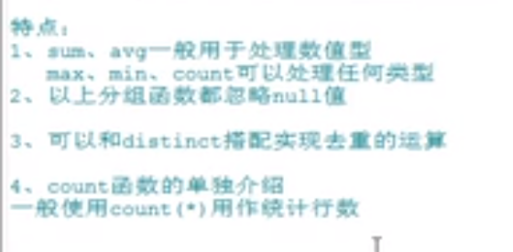 特点：
1、sum、avg一般用于处理数值型
max、min、count可以处理任何类型
2、以上分组函数都忽略null值
3、可以和distinct搭配实现去重的运算
4、count函数的单独介绍
一般使用count(*)用作统计行数